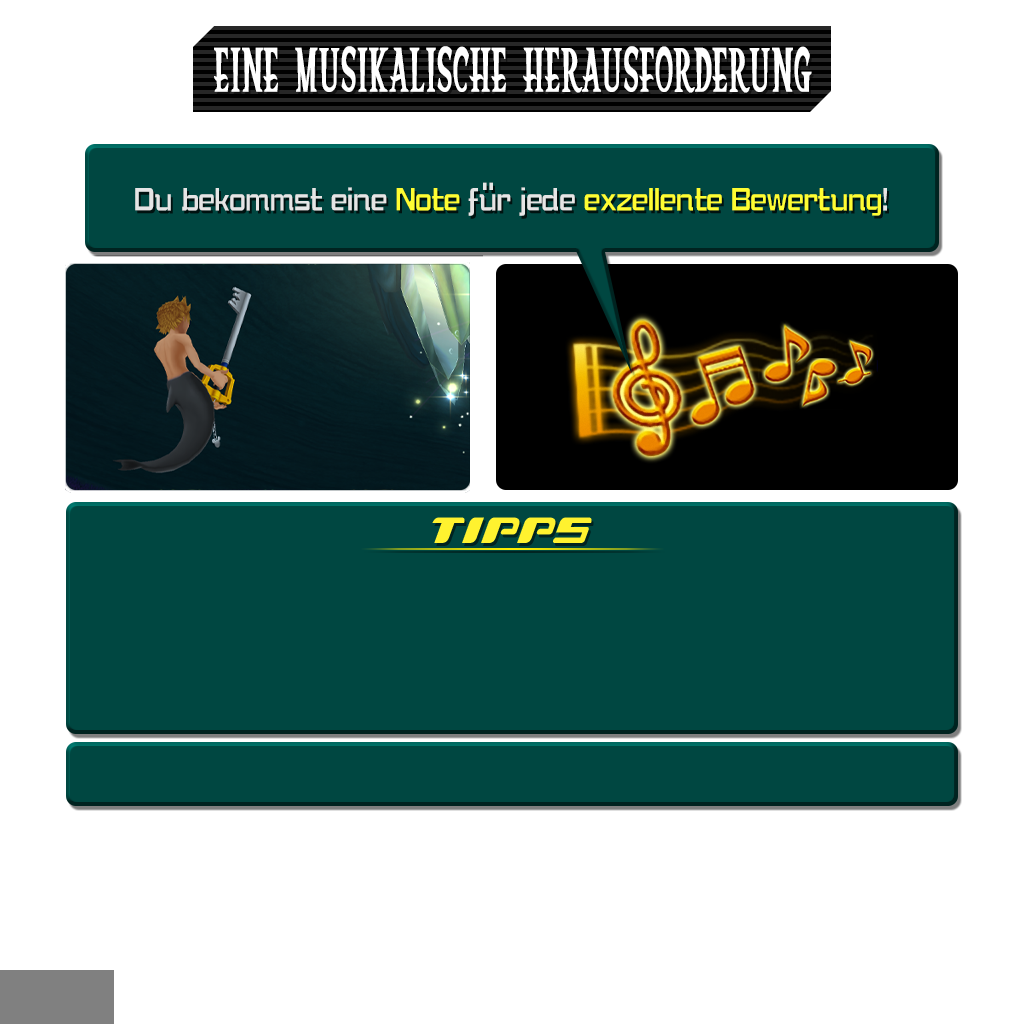 EINE MUSIKALISCHE HERAUSFORDERUNG
Du bekommst eine Note für jede exzellente Bewertung!
TIPPS